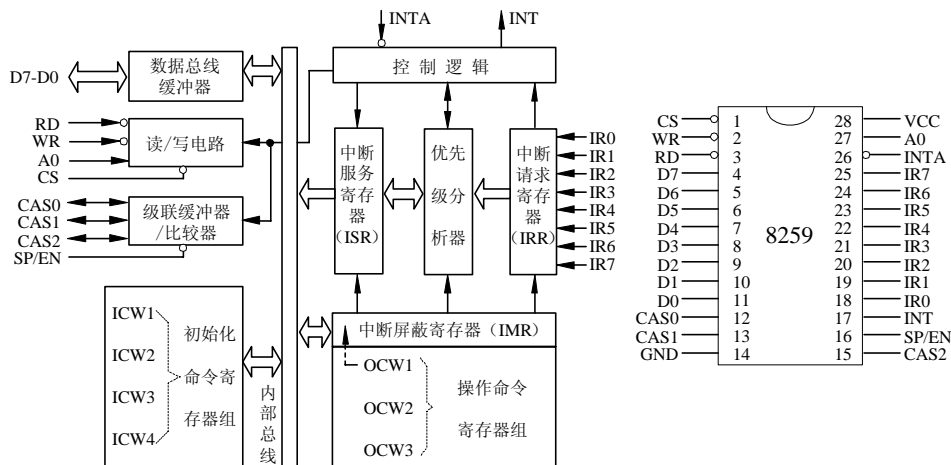 INTA
INT
D7-D0
数据总线
缓冲器
控 制 逻 辑
RD
WR
A0
CS
读/写电路
CAS0
CAS1
CAS2
SP/EN
级联缓冲器
/比较器
中断
服务
寄存
器
(ISR)
优先
级分
析器
中断
请求
寄存
器
(IRR)
IR0
IR1
IR2
IR3
IR4
IR5
IR6
IR7
ICW1
ICW2
ICW3
ICW4
初始化
命令寄
存器组
内部总线
中断屏蔽寄存器(IMR)
OCW1
OCW2
OCW3
操作命令
寄存器组
8259
CS 1 28 VCC
WR 2 27 A0
RD 3 26 INTA
D7 4 25 IR7
D6 5 24 IR6
D5 6 23 IR5
D4 7 22 IR4
D3 8 21 IR3
D2 9 20 IR2
D1 10 19 IR1
D0 11 18 IR0
CAS0 12 17 INT
CAS1 13 16 SP/EN
GND 14 15 CAS2